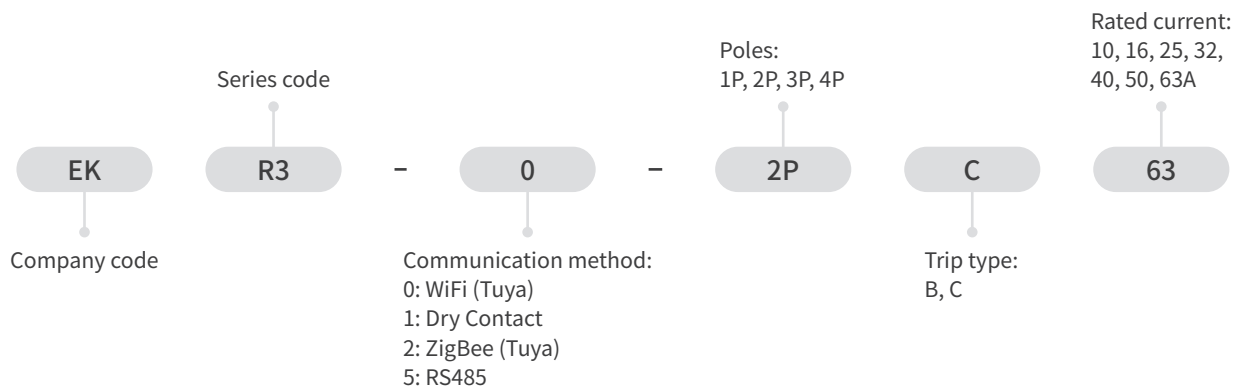 Rated current:
10, 16, 25, 32,
40, 50, 63A
Poles:
1P, 2P, 3P, 4P
Series code
EK R3 – 0 – 2P C 63
Company code
Communication method:
0: WiFi (Tuya)
1: Dry Contact
2: ZigBee (Tuya)
5: RS485
Trip type:
B, C